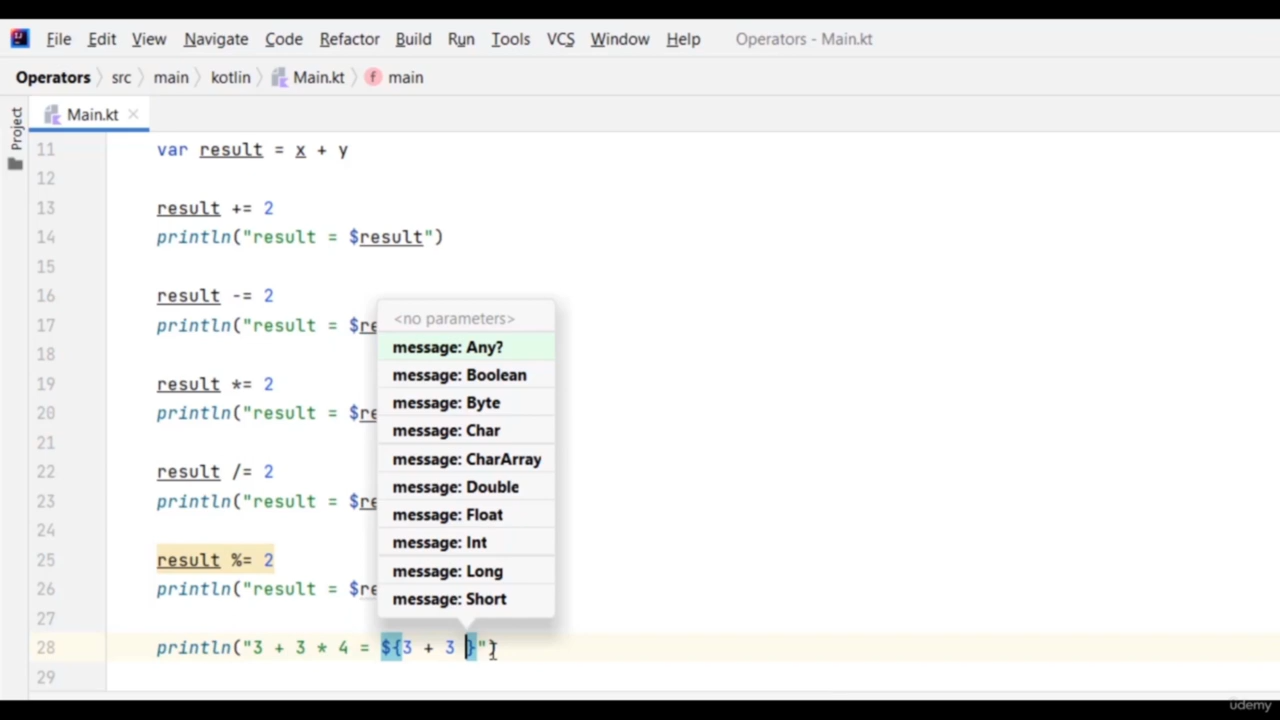 File Edit View Navigate Code Refactor Build Run Tools VCS Window Help Operators - Main.kt
Operators src main kotlin Main.kt f main
Project
Main.kt
11 var result = x + y
12
13 result += 2
14 println("result = $result")
15
16 result -= 2
17 println("result = $re
18
19 result *= 2
20 println("result = $re
21
22 result /= 2
23 println("result = $re
24
25 result %= 2
26 println("result = $re
27
28 println("3 + 3 * 4 = ${3 + 3 }")
29
<no parameters>
message: Any?
message: Boolean
message: Byte
message: Char
message: CharArray
message: Double
message: Float
message: Int
message: Long
message: Short
udemy